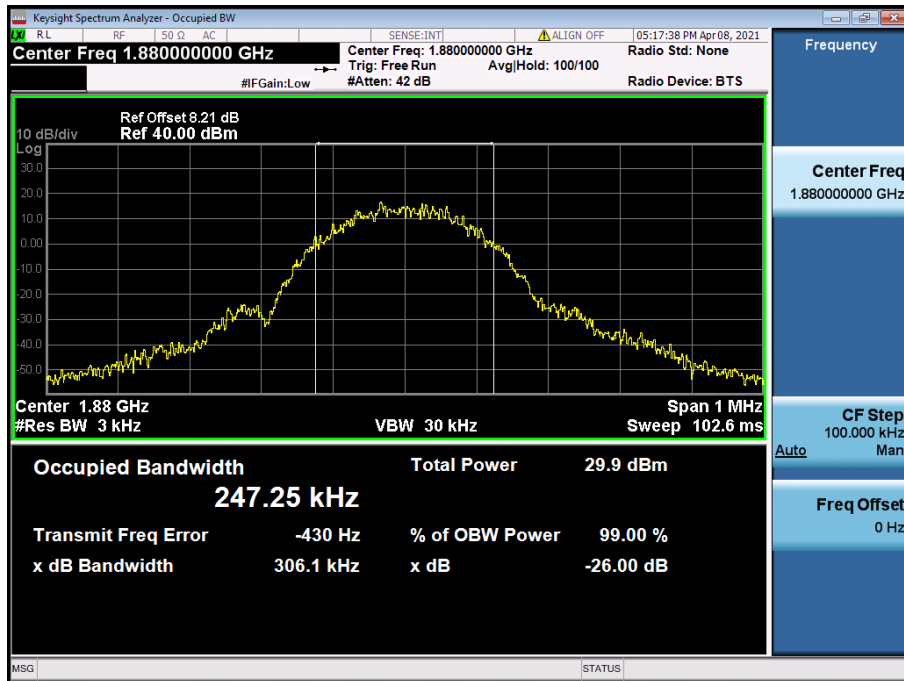 Keysight Spectrum Analyzer - Occupied BW
LXI RL RF 50 Ω AC SENSE:INT ALIGN OFF 05:17:38 PM Apr 08, 2021
Center Freq 1.880000000 GHz
#IFGain:Low
Center Freq: 1.880000000 GHz
Trig: Free Run Avg|Hold: 100/100
#Atten: 42 dB
Radio Std: None
Radio Device: BTS
Ref Offset 8.21 dB
10 dB/div Ref 40.00 dBm
Log
30.0
20.0
10.0
0.00
-10.0
-20.0
-30.0
-40.0
-50.0
Center 1.88 GHz Span 1 MHz
#Res BW 3 kHz VBW 30 kHz Sweep 102.6 ms
Occupied Bandwidth Total Power 29.9 dBm
247.25 kHz
Transmit Freq Error -430 Hz % of OBW Power 99.00 %
x dB Bandwidth 306.1 kHz x dB -26.00 dB
MSG STATUS
Frequency
Center Freq
1.880000000 GHz
CF Step
100.000 kHz
Auto Man
Freq Offset
0 Hz